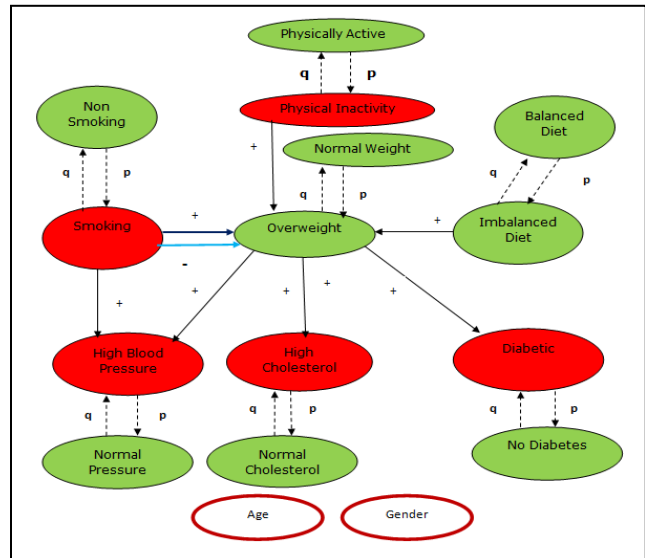 Physically Active
q
p
Non
Smoking
Physical Inactivity
Balanced
Diet
+
Normal Weight
q
p
q
p
q
p
Smoking
+
Overweight
+
Imbalanced
Diet
-
+
+
+
+
+
High Blood
Pressure
High
Cholesterol
Diabetic
q
p
q
p
q
p
Normal
Pressure
Normal
Cholesterol
No Diabetes
Age
Gender